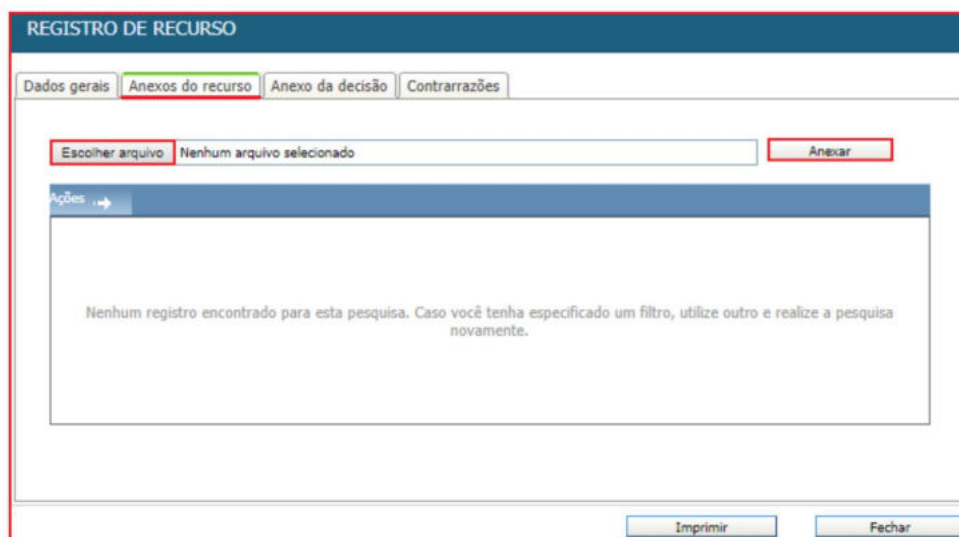 REGISTRO DE RECURSO
Dados gerais Anexos do recurso Anexo da decisão Contrarrazões
Escolher arquivo Nenhum arquivo selecionado Anexar
Ações
Nenhum registro encontrado para esta pesquisa. Caso você tenha especificado um filtro, utilize outro e realize a pesquisa
novamente.
Imprimir Fechar